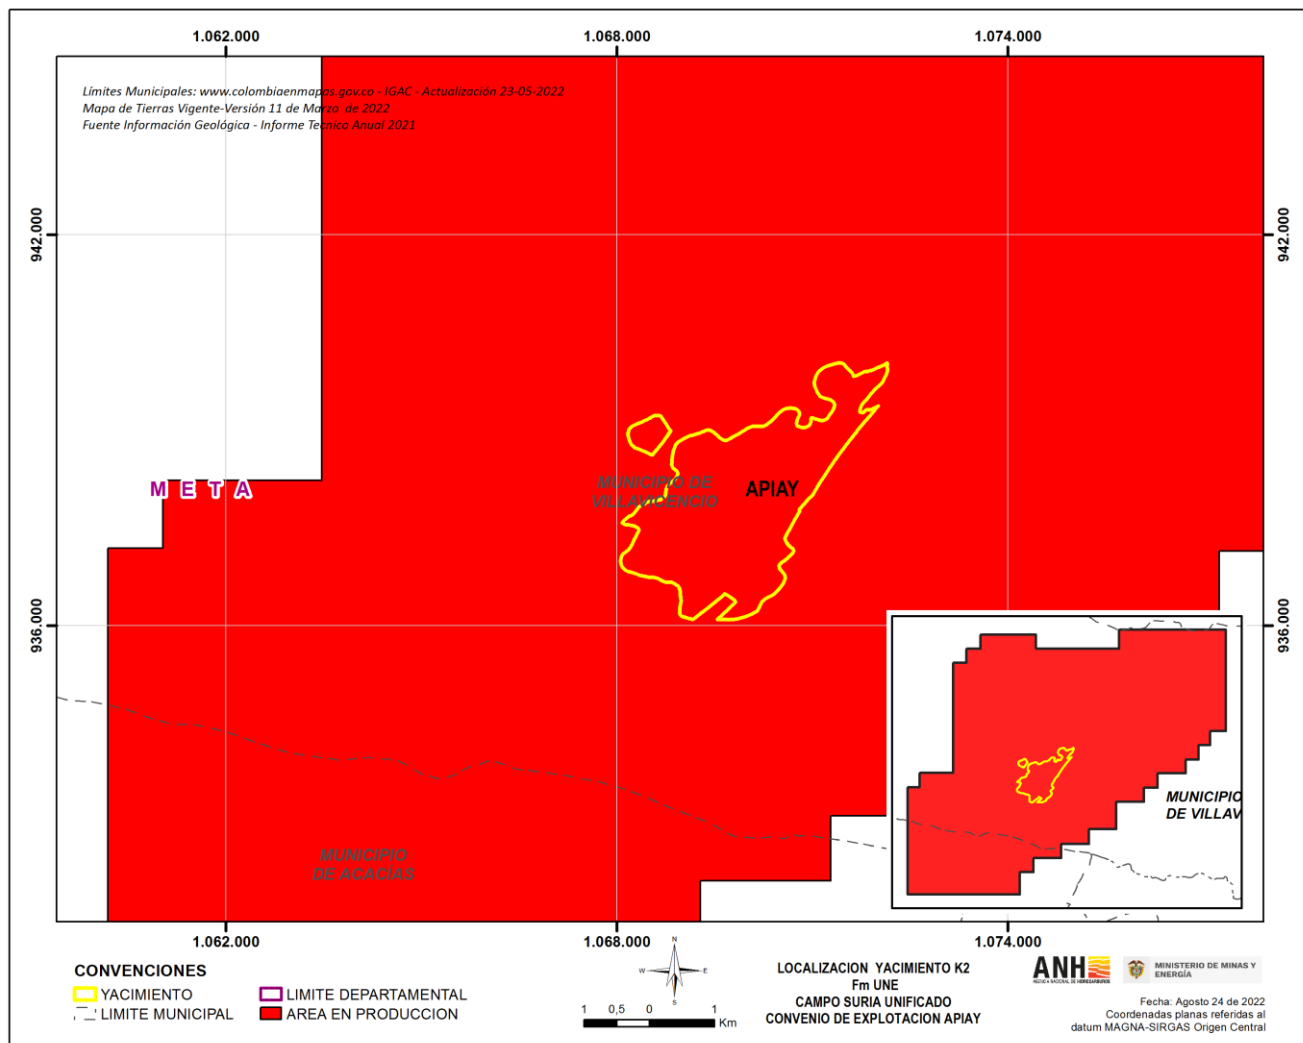 1.062.000 1.068.000 1.074.000
Límites Municipales: www.colombiaenmapas.gov.co - IGAC - Actualización 23-05-2022
Mapa de Tierras Vigente-Versión 11 de Marzo de 2022
Fuente Información Geológica - Informe Tecnico Anual 2021
942.000 942.000
META
MUNICIPIO DE
VILLAVICENCIO
APIAY
936.000 936.000
MUNICIPIO
DE VILLAV
MUNICIPIO
DE ACACÍAS
1.062.000 1.068.000 1.074.000
CONVENCIONES
YACIMIENTO
LIMITE DEPARTAMENTAL
LIMITE MUNICIPAL
AREA EN PRODUCCION
N
W E
S
1 0,5 0 1
Km
LOCALIZACION YACIMIENTO K2
Fm UNE
CAMPO SURIA UNIFICADO
CONVENIO DE EXPLOTACION APIAY
ANH
AGENCIA NACIONAL DE HIDROCARBUROS
MINISTERIO DE MINAS Y
ENERGÍA
Fecha: Agosto 24 de 2022
Coordenadas planas referidas al
datum MAGNA-SIRGAS Origen Central